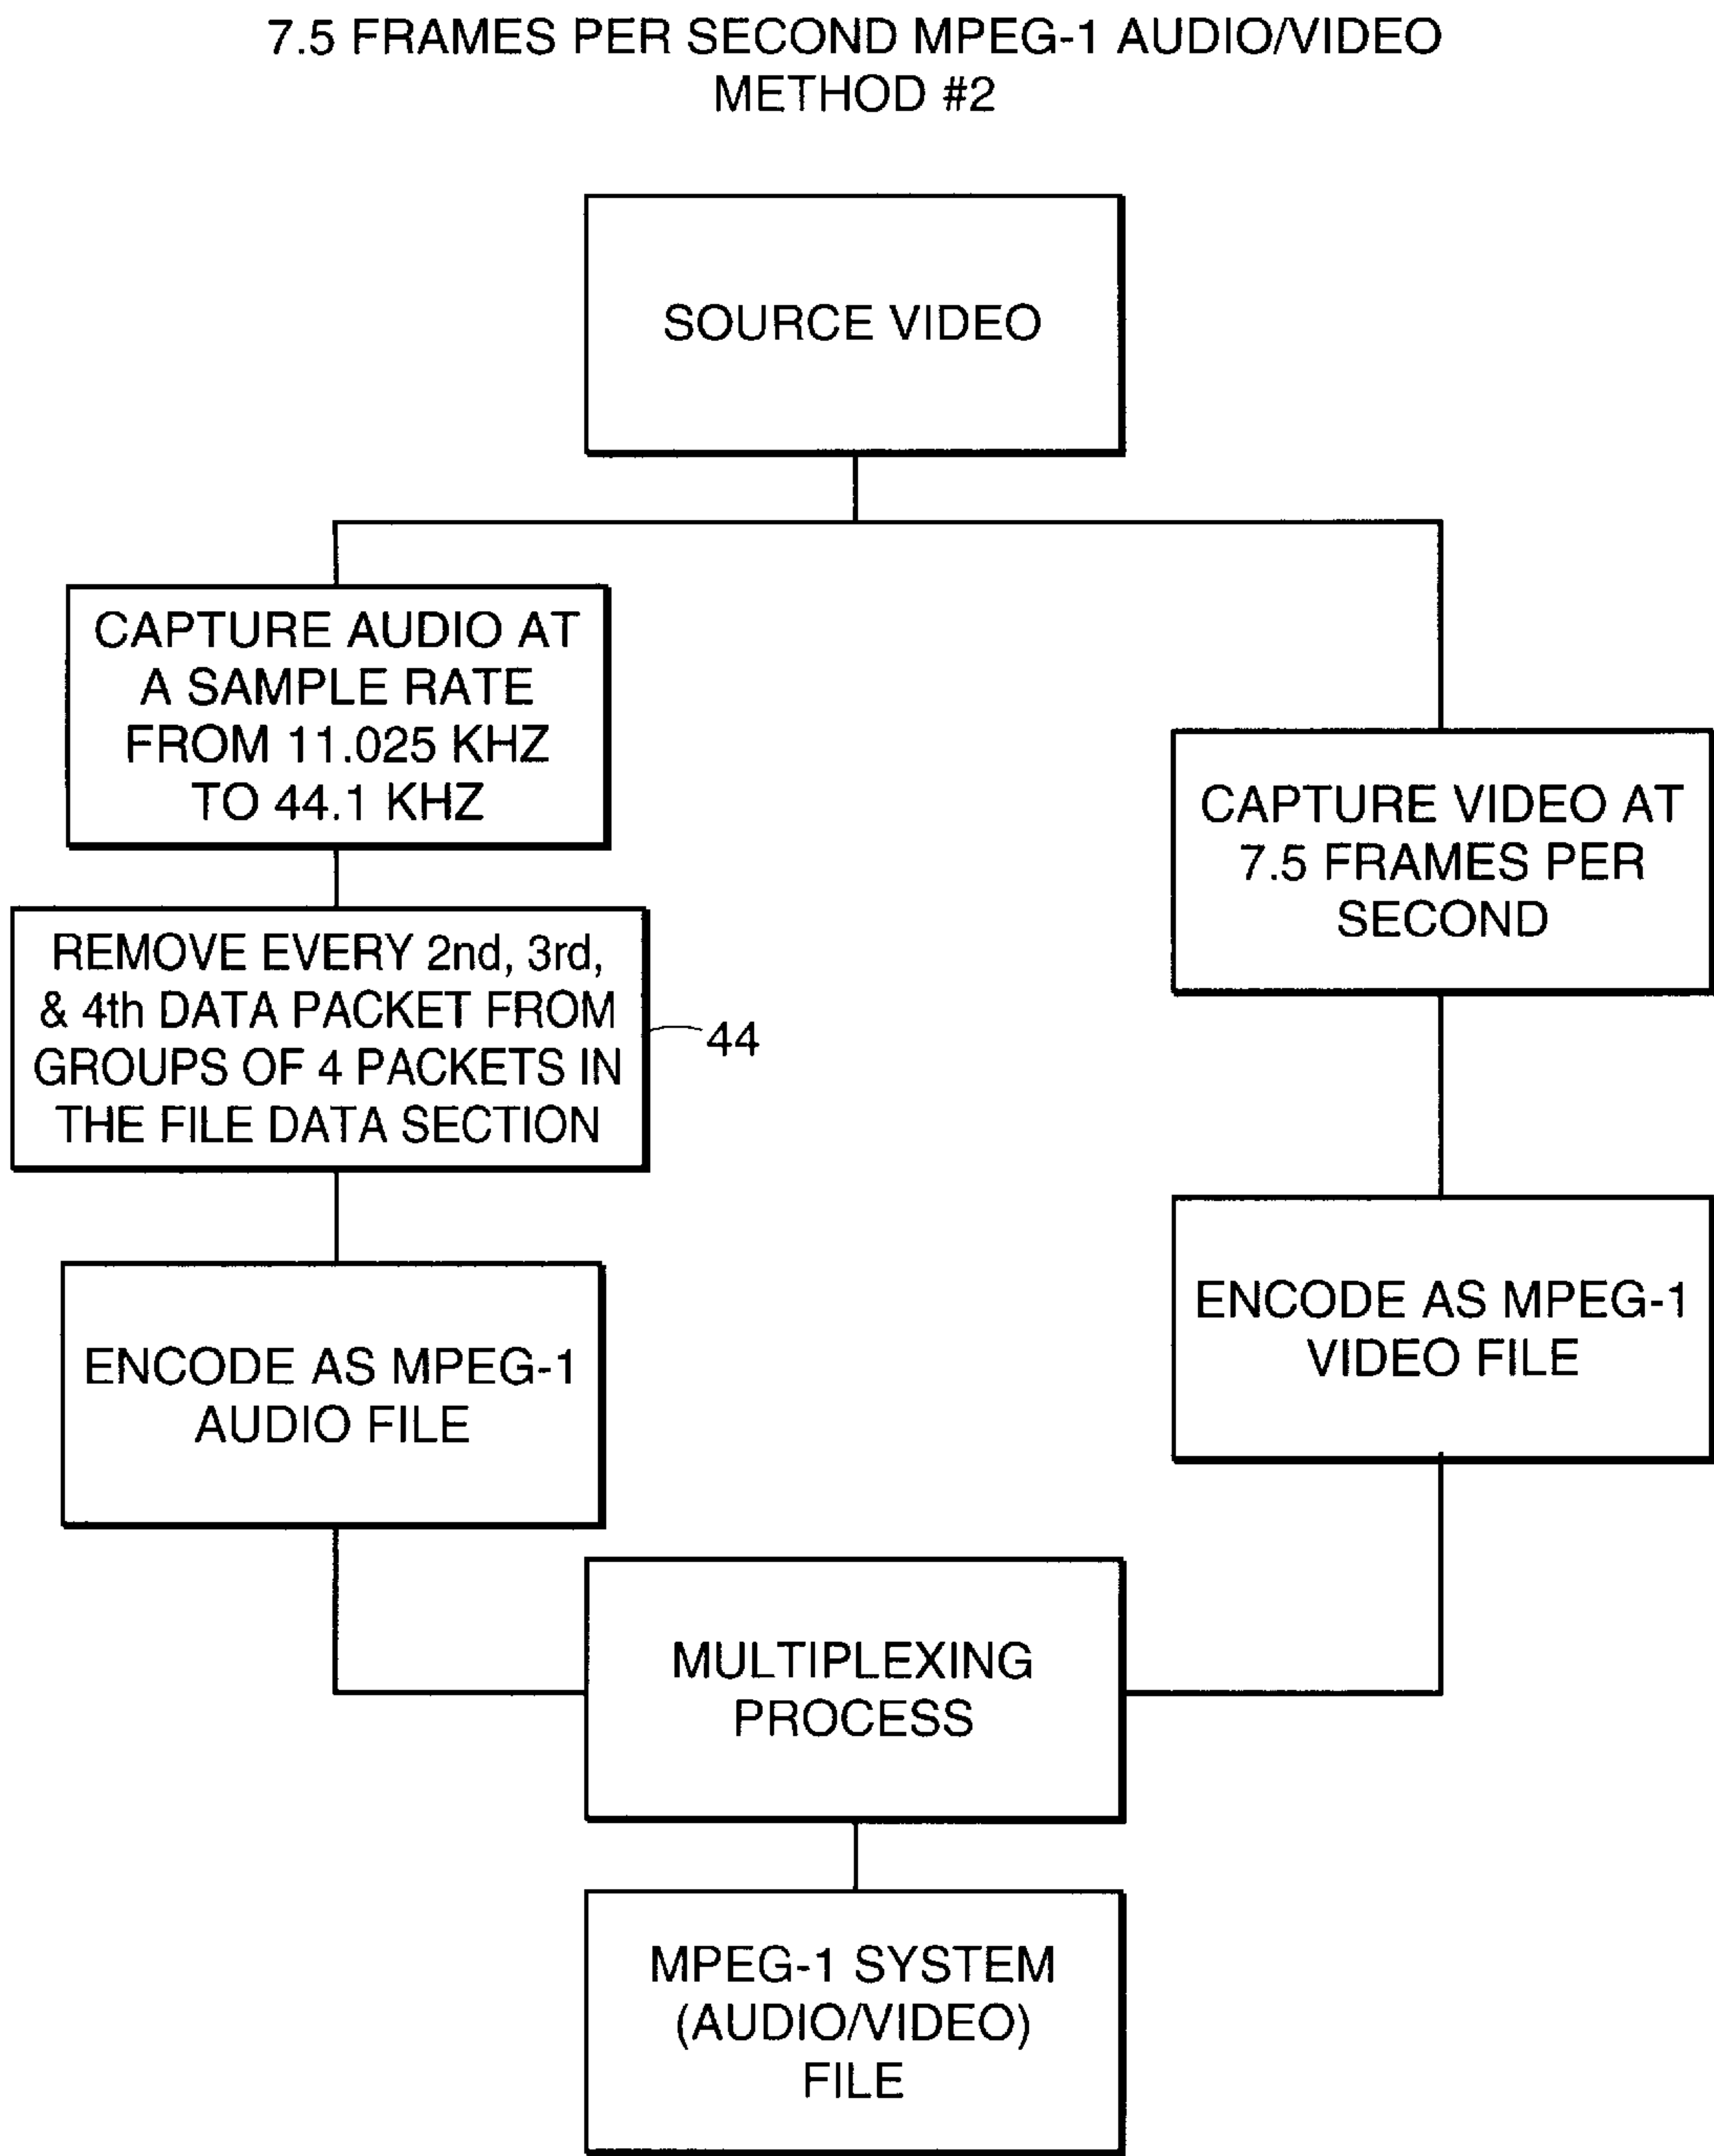 7.5 FRAMES PER SECOND MPEG-1 AUDIO/VIDEO
METHOD #2
SOURCE VIDEO
CAPTURE AUDIO AT
A SAMPLE RATE
FROM 11.025 KHZ
TO 44.1 KHZ
REMOVE EVERY 2nd, 3rd,
& 4th DATA PACKET FROM
GROUPS OF 4 PACKETS IN
THE FILE DATA SECTION
44
ENCODE AS MPEG-1
AUDIO FILE
CAPTURE VIDEO AT
7.5 FRAMES PER
SECOND
ENCODE AS MPEG-1
VIDEO FILE
MULTIPLEXING
PROCESS
MPEG-1 SYSTEM
(AUDIO/VIDEO)
FILE